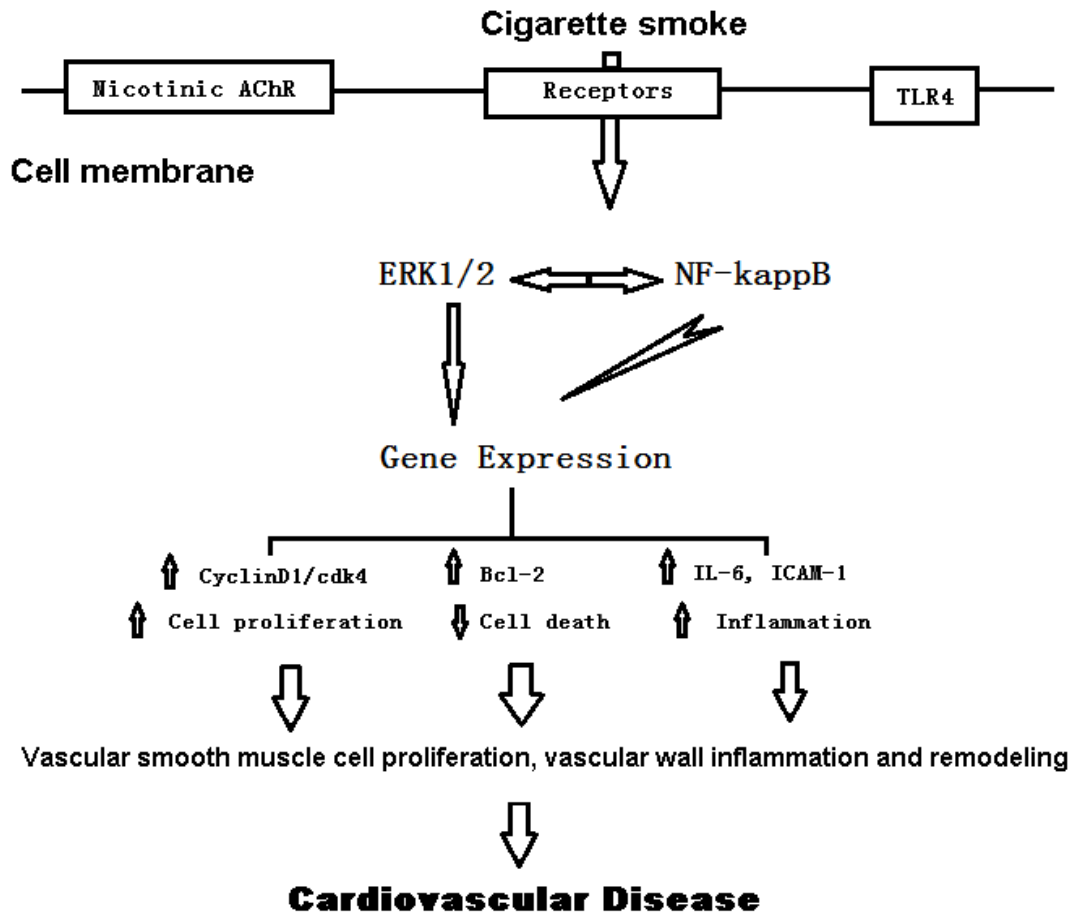 Cigarette smoke
Nicotinic AChR
Receptors
TLR4
Cell membrane
ERK1/2
NF-kappB
Gene Expression
CyclinD1/cdk4
Bcl-2
IL-6, ICAM-1
Cell proliferation
Cell death
Inflammation
Vascular smooth muscle cell proliferation, vascular wall inflammation and remodeling
Cardiovascular Disease